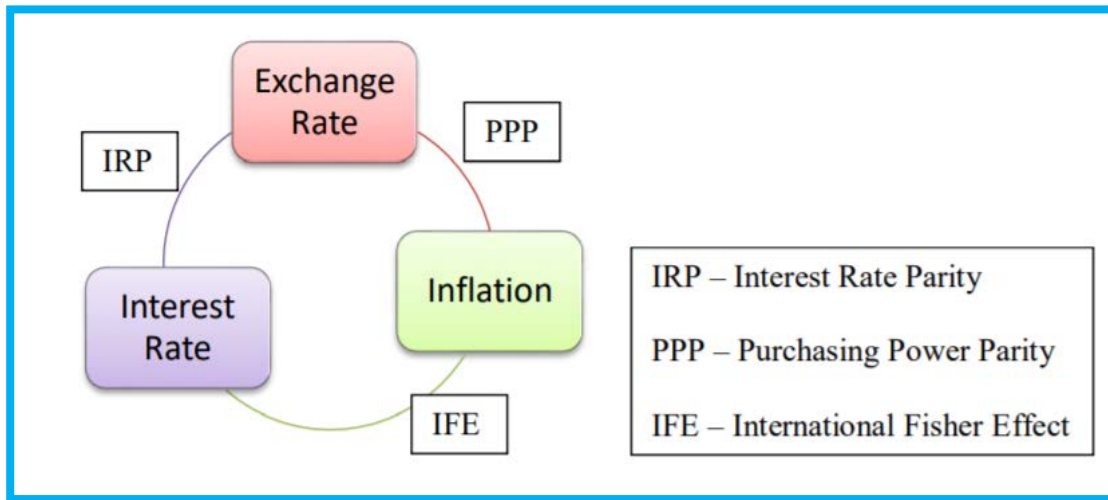 Exchange
Rate
IRP
PPP
Interest
Rate
Inflation
IFE
IRP – Interest Rate Parity
PPP – Purchasing Power Parity
IFE – International Fisher Effect